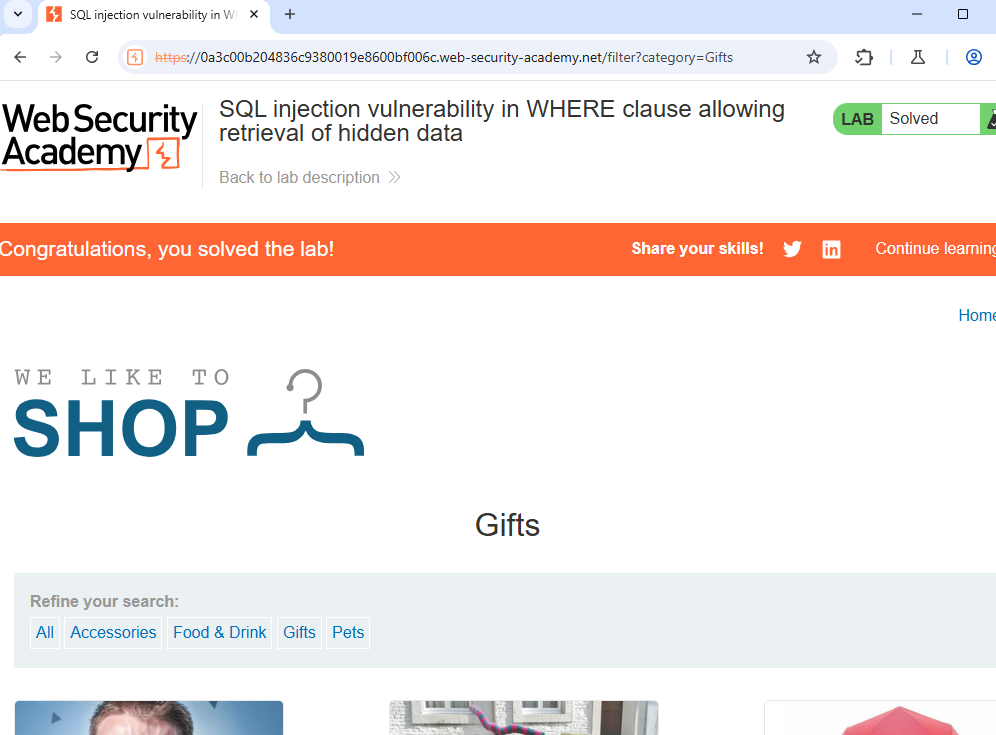 SQL injection vulnerability in W
https://0a3c00b204836c9380019e8600bf006c.web-security-academy.net/filter?category=Gifts
Web Security
Academy
SQL injection vulnerability in WHERE clause allowing
retrieval of hidden data
Back to lab description
LAB Solved
Congratulations, you solved the lab!
Share your skills!
in
Continue learning
Home
WE LIKE TO
SHOP
Gifts
Refine your search:
All Accessories Food & Drink Gifts Pets